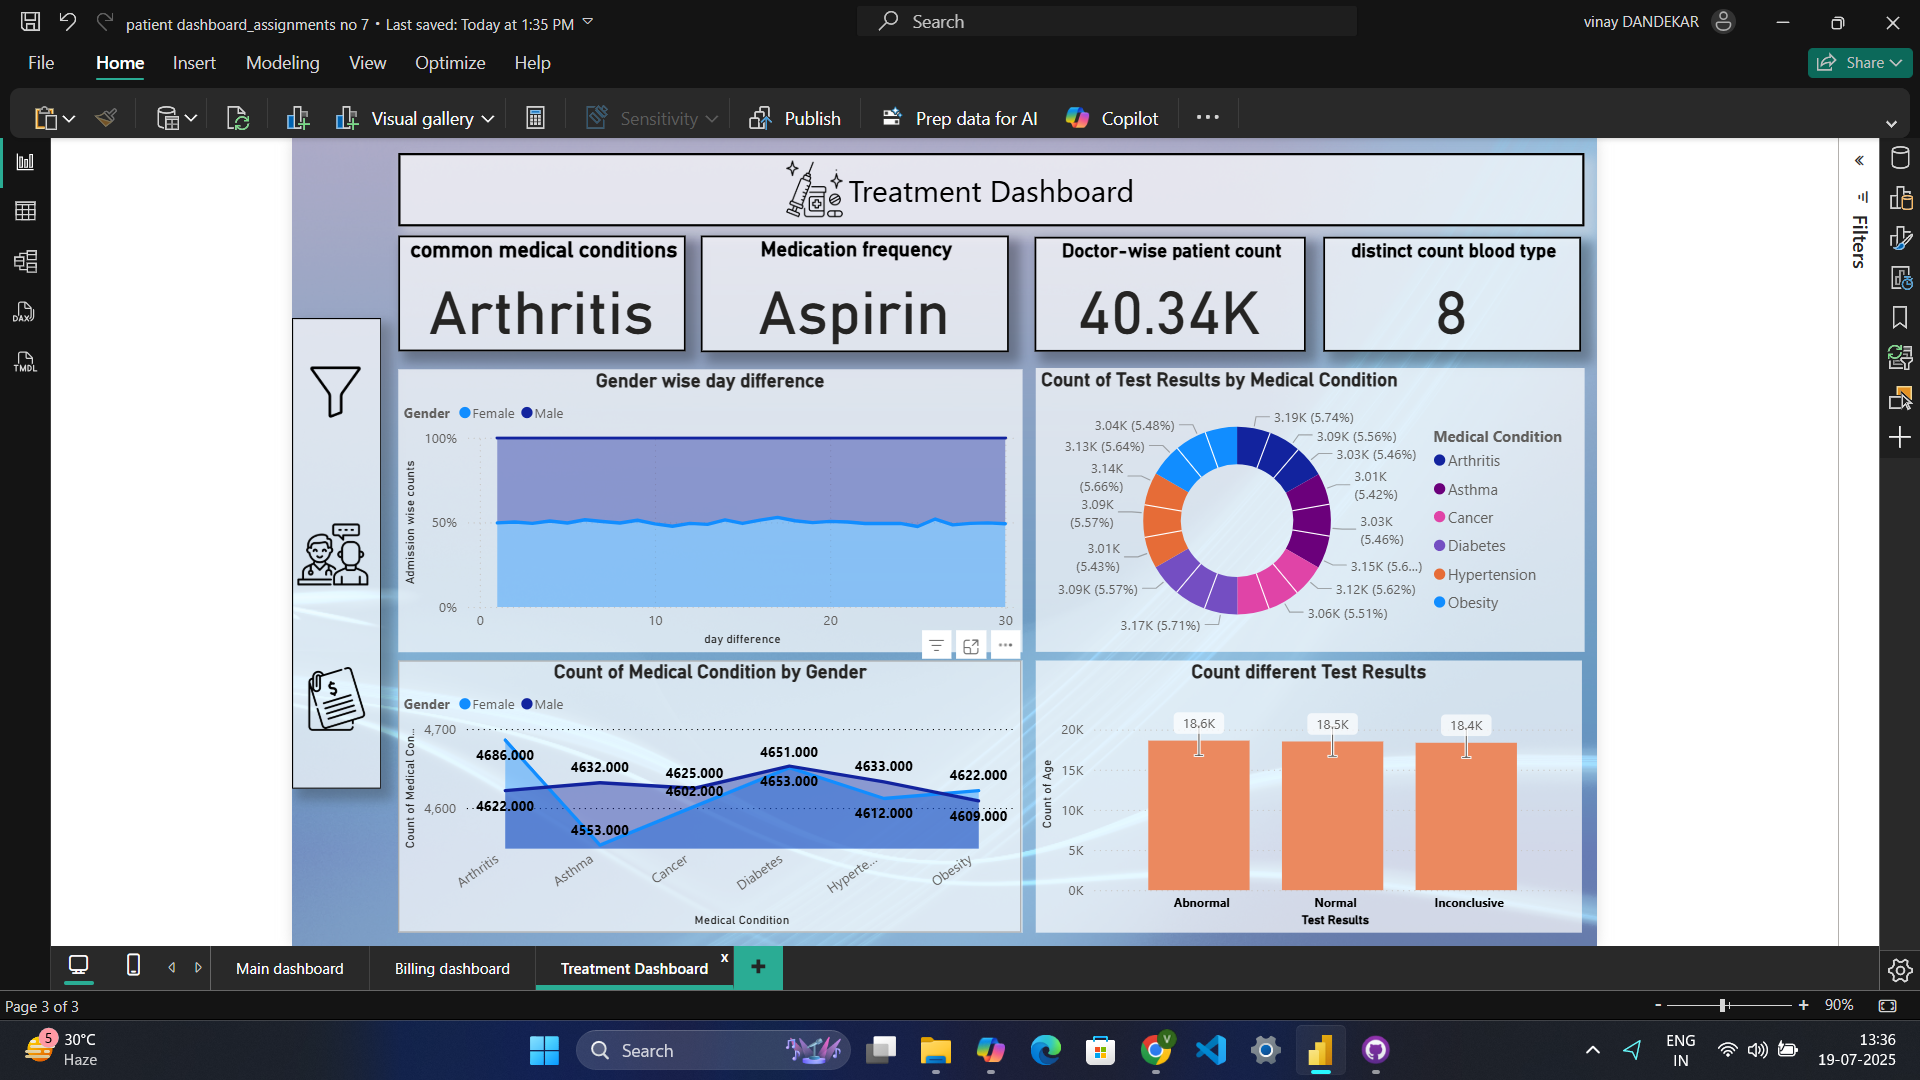 patient dashboard_assignments no 7 • Last saved: Today at 1:35 PM
Search
vinay DANDEKAR
File Home Insert Modeling View Optimize Help
Share
Visual gallery
Sensitivity
Publish
Prep data for AI
Copilot
DAX
TMDL
Filters
Treatment Dashboard
common medical conditions
Arthritis
Medication frequency
Aspirin
Doctor-wise patient count
40.34K
distinct count blood type
8
Gender wise day difference
Gender Female Male
Admission wise counts
100%
50%
0%
0 10 20 30
day difference
Count of Test Results by Medical Condition
3.19K (5.74%)
3.09K (5.56%)
3.03K (5.46%)
3.01K
(5.42%)
3.03K
(5.46%)
3.15K (5.6...)
3.12K (5.62%)
3.06K (5.51%)
3.17K (5.71%)
3.09K (5.57%)
3.01K
(5.43%)
3.09K
(5.57%)
3.14K
(5.66%)
3.13K (5.64%)
3.04K (5.48%)
Medical Condition
Arthritis
Asthma
Cancer
Diabetes
Hypertension
Obesity
Count of Medical Condition by Gender
Gender Female Male
Count of Medical Con...
4,700
4,600
4686.000
4622.000
4632.000
4553.000
4625.000
4602.000
4651.000
4653.000
4633.000
4612.000
4622.000
4609.000
Arthritis Asthma Cancer Diabetes Hyperte... Obesity
Medical Condition
Count different Test Results
Count of Age
20K
15K
10K
5K
0K
18.6K 18.5K 18.4K
Abnormal Normal Inconclusive
Test Results
Main dashboard
Billing dashboard
Treatment Dashboard
x
+
Page 3 of 3
- + 90%
5
30°C
Haze
Search
V
ENG
IN
13:36
19-07-2025